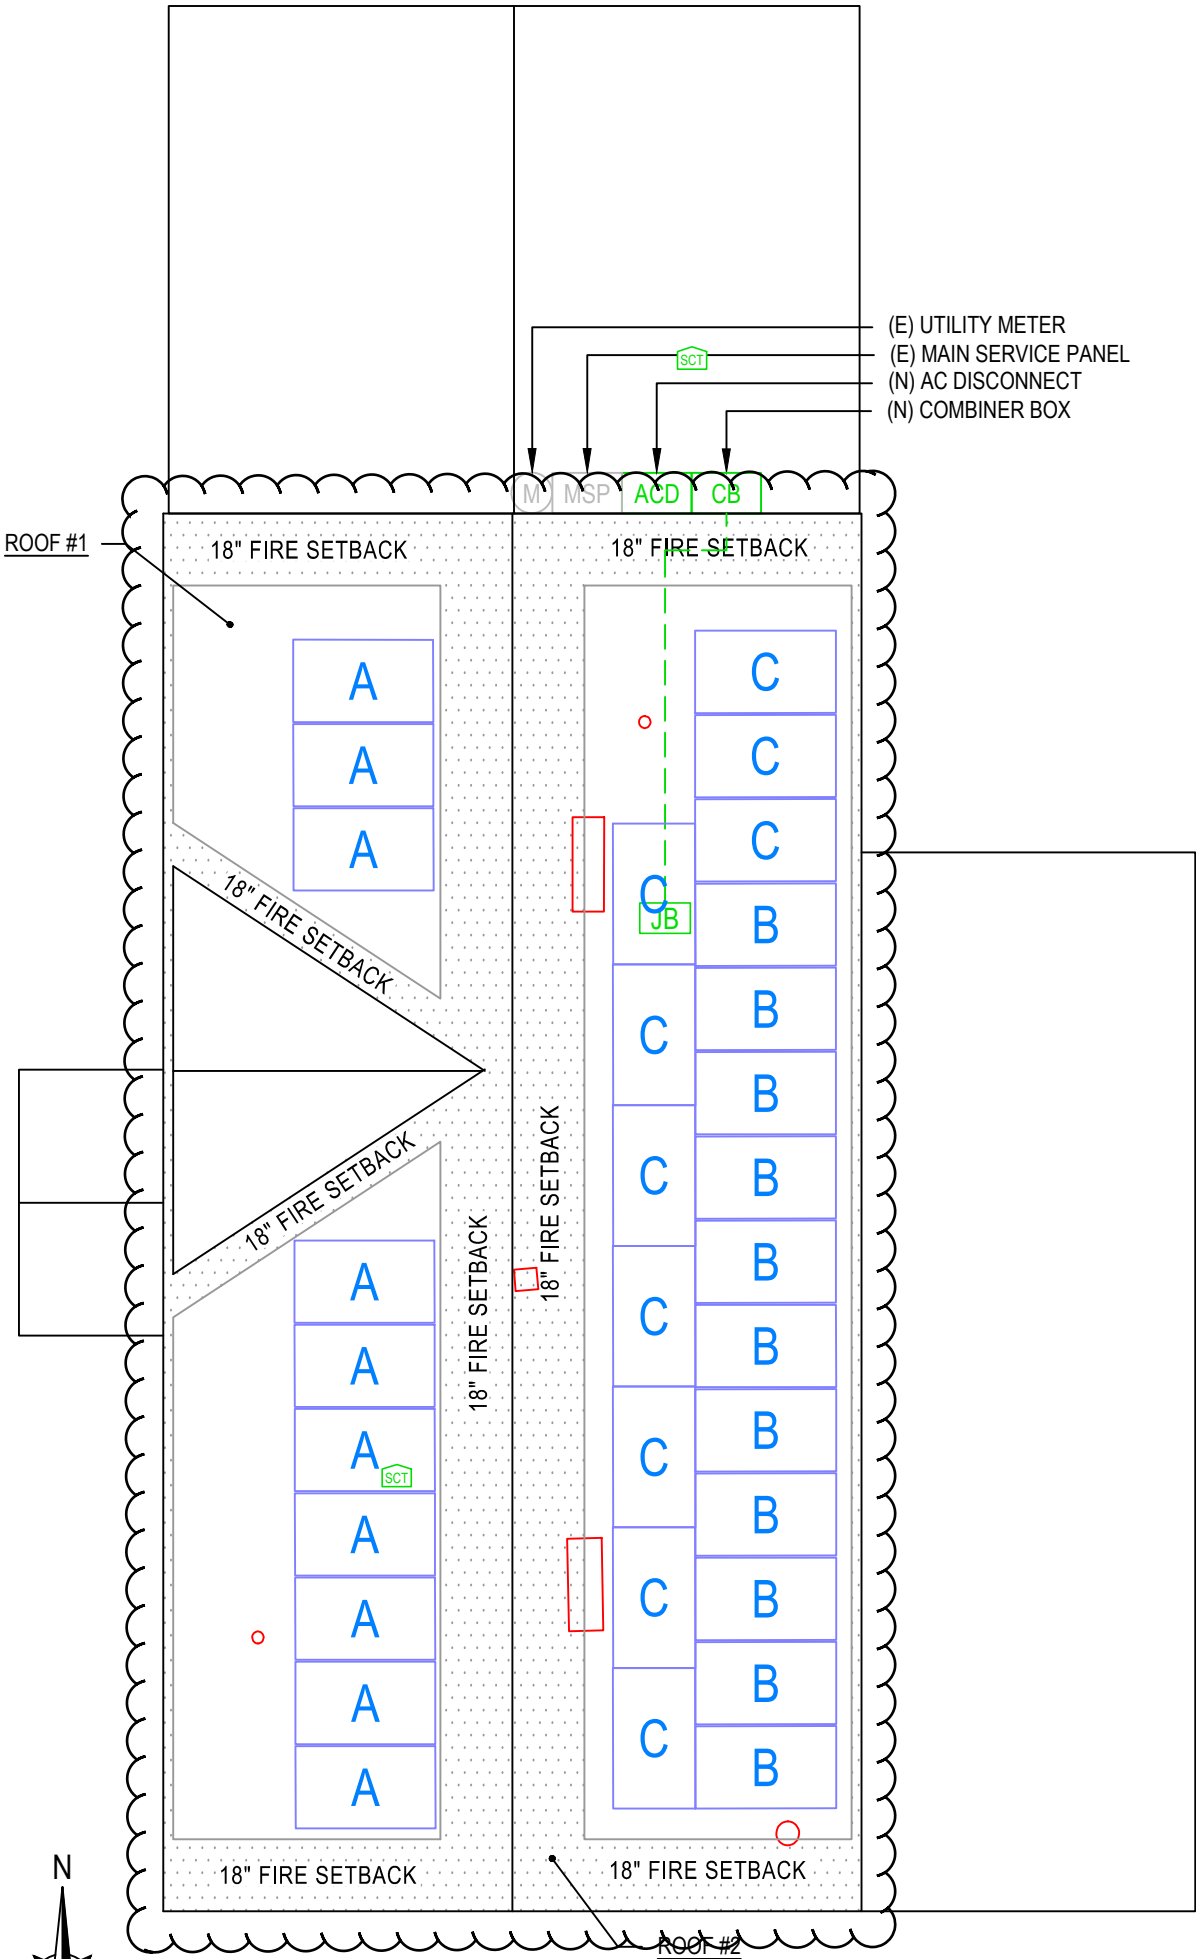 (E) UTILITY METER
SCT
(E) MAIN SERVICE PANEL
(N) AC DISCONNECT
(N) COMBINER BOX
M MSP ACD CB
ROOF #1
18" FIRE SETBACK
18" FIRE SETBACK
A
A
A
C
C
C
C
JB
B
18" FIRE SETBACK
C
B
B
C
B
18" FIRE SETBACK
18" FIRE SETBACK
18" FIRE SETBACK
A
A
A
SCT
A
A
A
A
C
C
C
C
B
B
B
B
B
B
B
18" FIRE SETBACK
18" FIRE SETBACK
N
ROOF #2